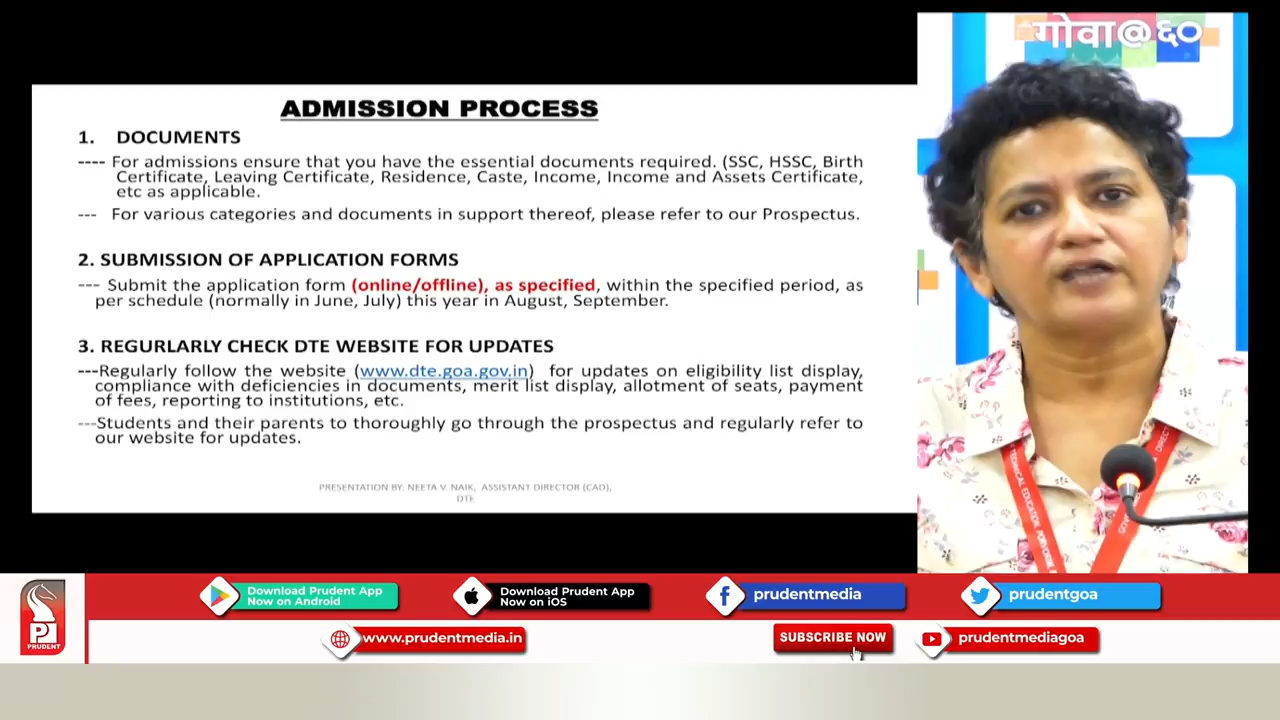 गोवा@६०
ADMISSION PROCESS
1. DOCUMENTS
---- For admissions ensure that you have the essential documents required. (SSC, HSSC, Birth
Certificate, Leaving Certificate, Residence, Caste, Income, Income and Assets Certificate,
etc as applicable.
--- For various categories and documents in support thereof, please refer to our Prospectus.
2. SUBMISSION OF APPLICATION FORMS
--- Submit the application form (online/offline), as specified, within the specified period, as
per schedule (normally in June, July) this year in August, September.
3. REGURLARLY CHECK DTE WEBSITE FOR UPDATES
---Regularly follow the website (www.dte.goa.gov.in) for updates on eligibility list display,
compliance with deficiencies in documents, merit list display, allotment of seats, payment
of fees, reporting to institutions, etc.
---Students and their parents to thoroughly go through the prospectus and regularly refer to
our website for updates.
PRESENTATION BY: NEETA V. NAIK, ASSISTANT DIRECTOR (CAD),
DTE
TECHNICAL EDUCATION, PORVORIM
DIRECT
GOV
Download Prudent App
Now on Android
Download Prudent App
Now on iOS
prudentmedia
prudentgoa
PRUDENT
www.prudentmedia.in
SUBSCRIBE NOW
prudentmediagoa